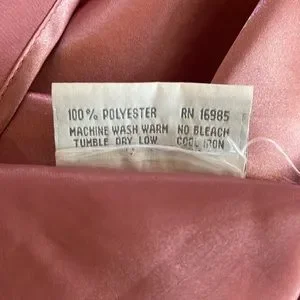 100% POLYESTER RN 16985
MACHINE WASH WARM NO BLEACH
TUMBLE DRY LOW COOL IRON